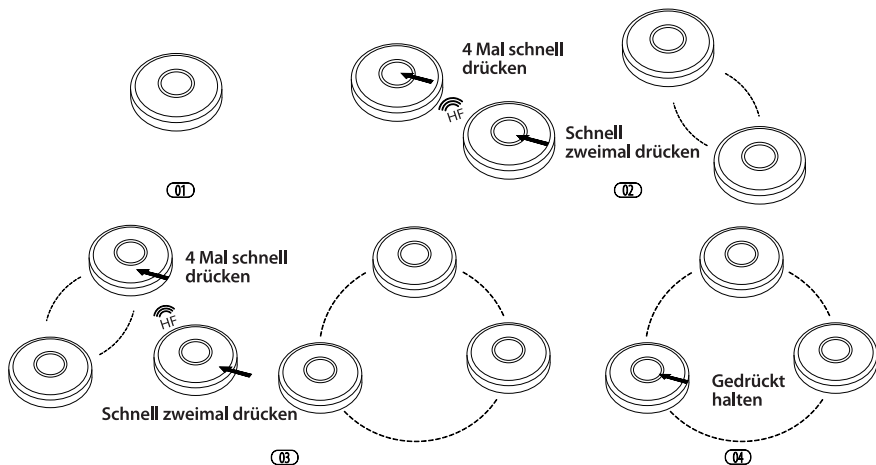 4 Mal schnell
drücken
HF
Schnell
zweimal drücken
01
02
4 Mal schnell
drücken
HF
Schnell zweimal drücken
03
Gedrückt
halten
04